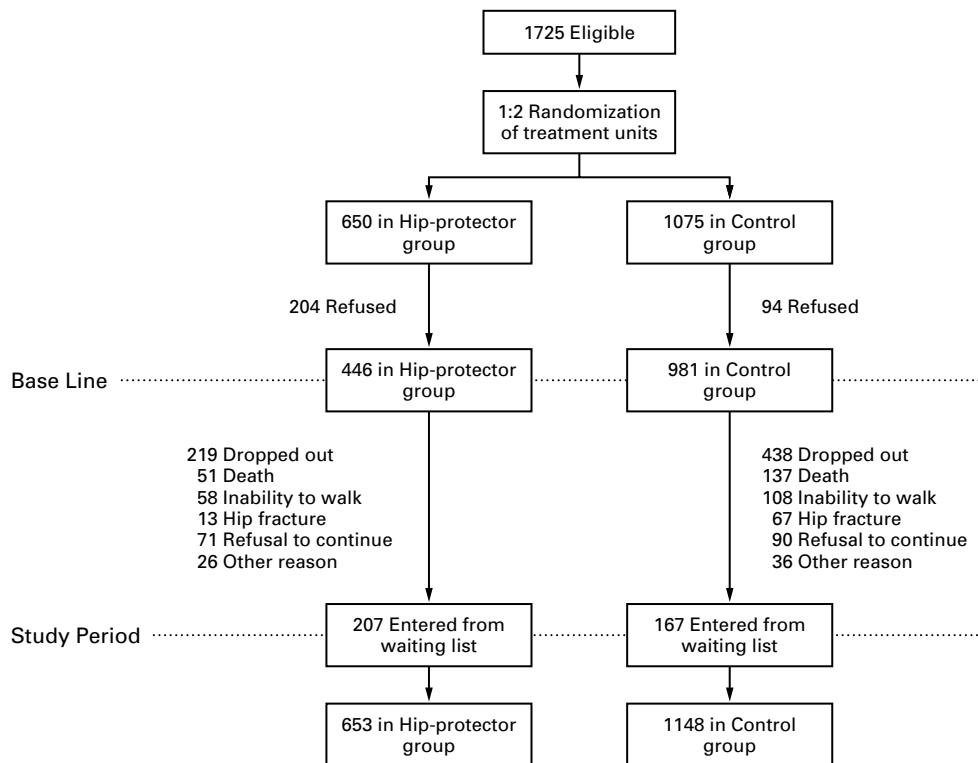 1725 Eligible
1:2 Randomization
of treatment units
650 in Hip-protector
group
1075 in Control
group
204 Refused
94 Refused
Base Line
446 in Hip-protector
group
981 in Control
group
219 Dropped out
51 Death
58 Inability to walk
13 Hip fracture
71 Refusal to continue
26 Other reason
438 Dropped out
137 Death
108 Inability to walk
67 Hip fracture
90 Refusal to continue
36 Other reason
Study Period
207 Entered from
waiting list
167 Entered from
waiting list
653 in Hip-protector
group
1148 in Control
group